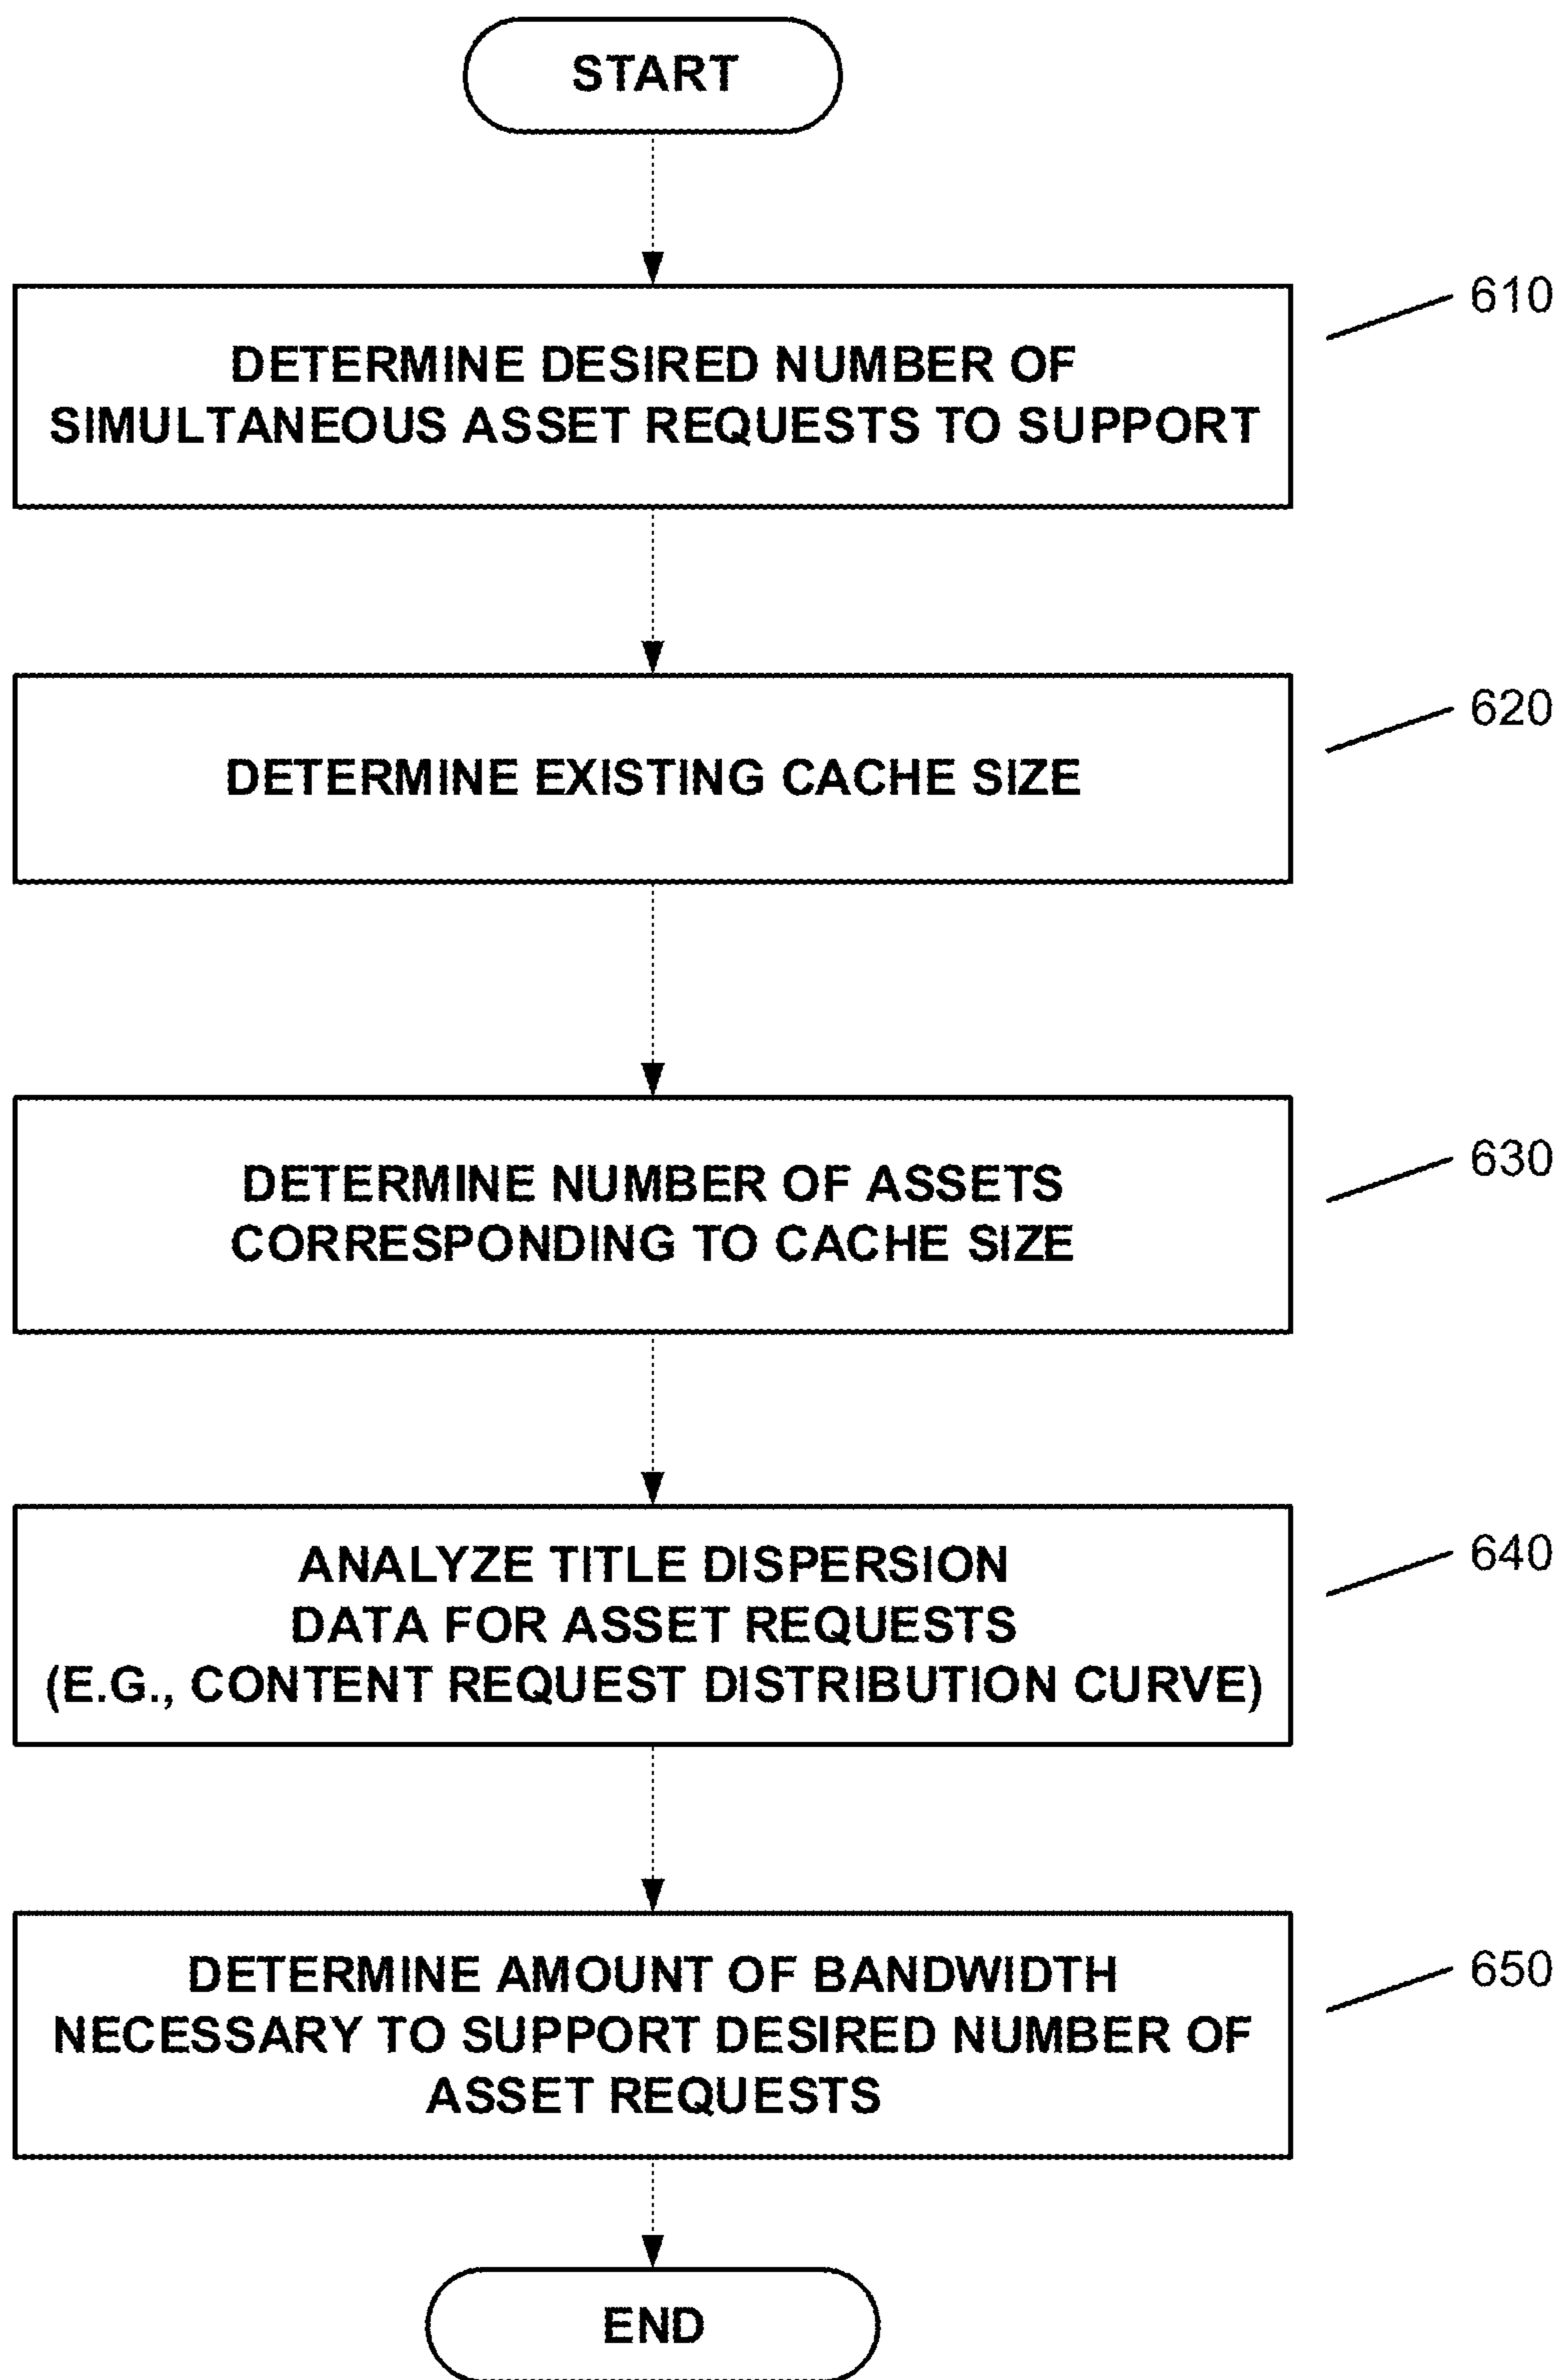 START
DETERMINE DESIRED NUMBER OF
SIMULTANEOUS ASSET REQUESTS TO SUPPORT
610
DETERMINE EXISTING CACHE SIZE
620
DETERMINE NUMBER OF ASSETS
CORRESPONDING TO CACHE SIZE
630
ANALYZE TITLE DISPERSION
DATA FOR ASSET REQUESTS
(E.G., CONTENT REQUEST DISTRIBUTION CURVE)
640
DETERMINE AMOUNT OF BANDWIDTH
NECESSARY TO SUPPORT DESIRED NUMBER OF
ASSET REQUESTS
650
END